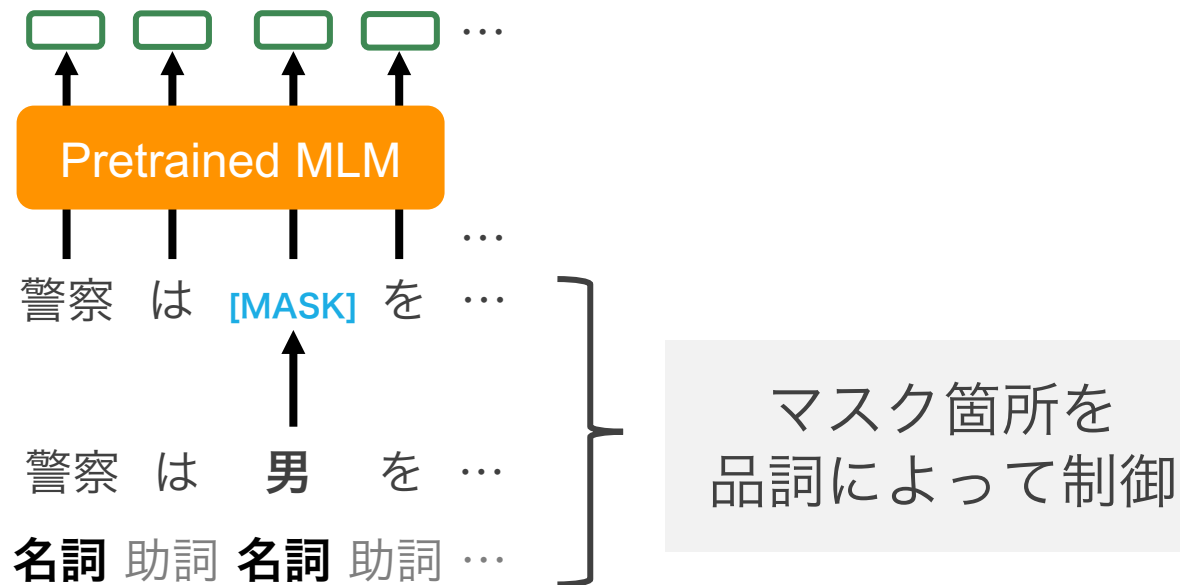 …
Pretrained MLM
…
警察 は [MASK] を …
警察 は 男 を …
名詞 助詞 名詞 助詞 …
マスク箇所を
品詞によって制御